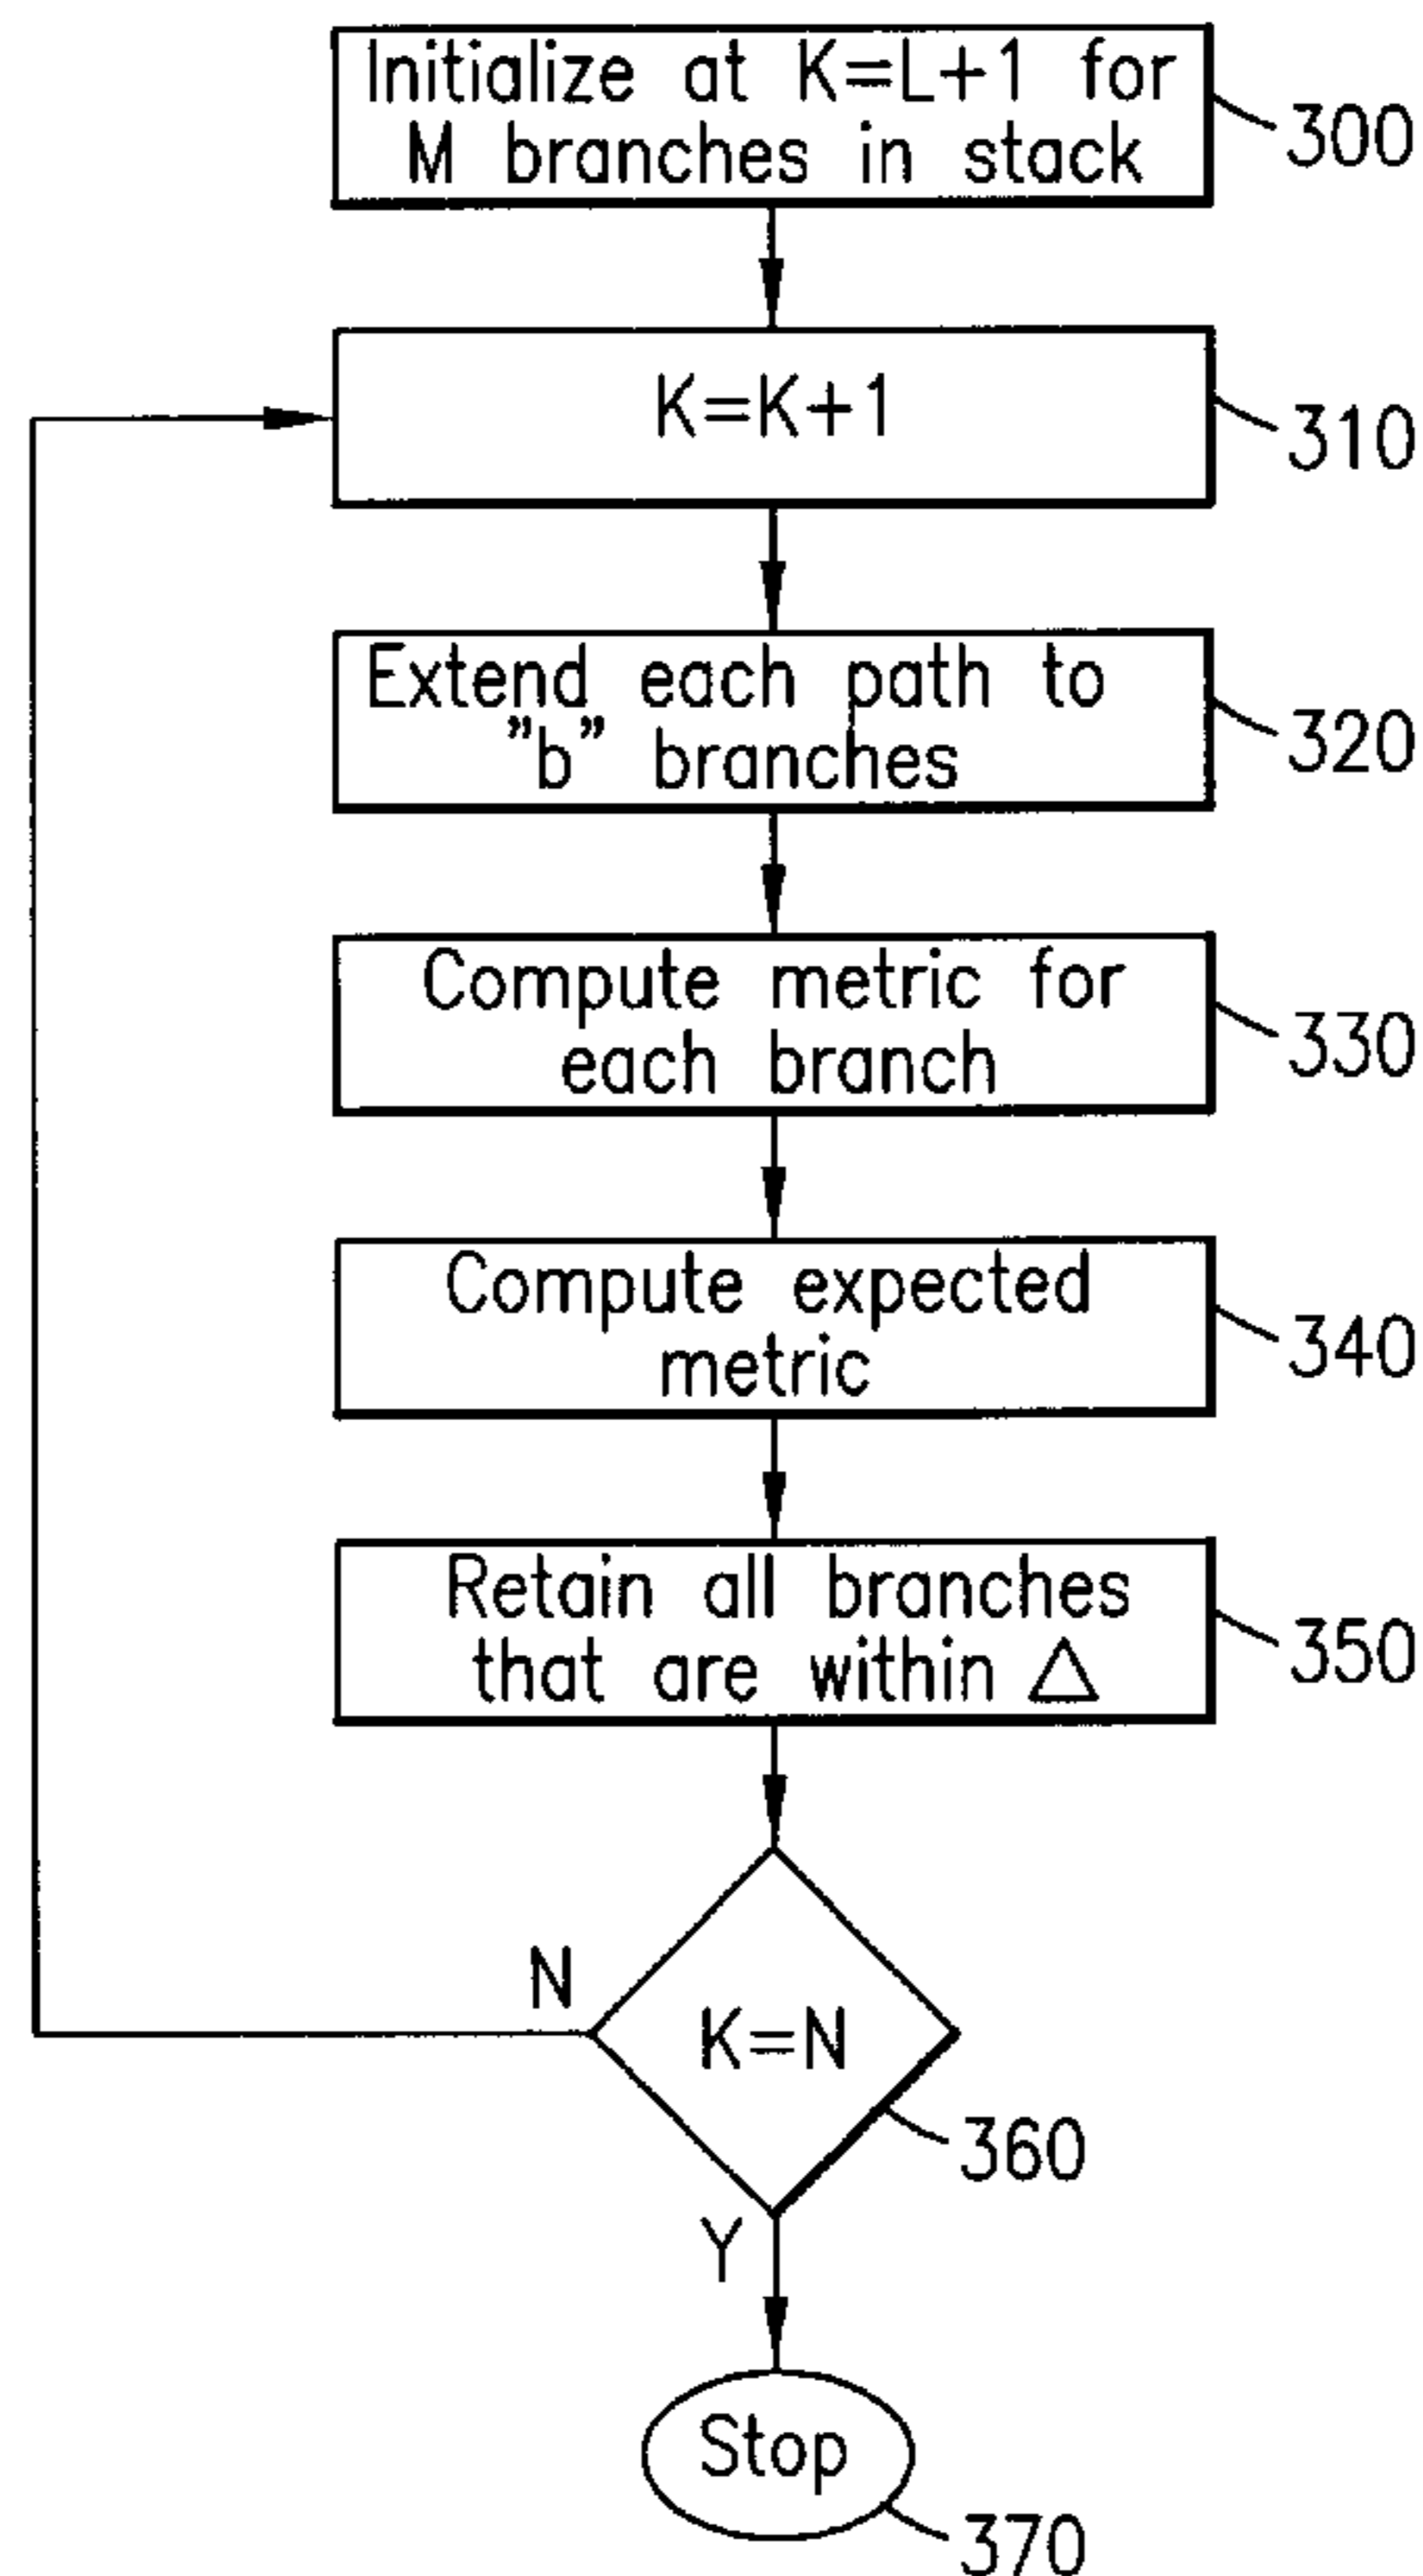 Initialize at K=L+1 for
M branches in stack
300
K=K+1
310
Extend each path to
"b" branches
320
Compute metric for
each branch
330
Compute expected
metric
340
Retain all branches
that are within △
350
N
K=N
360
Y
Stop
370